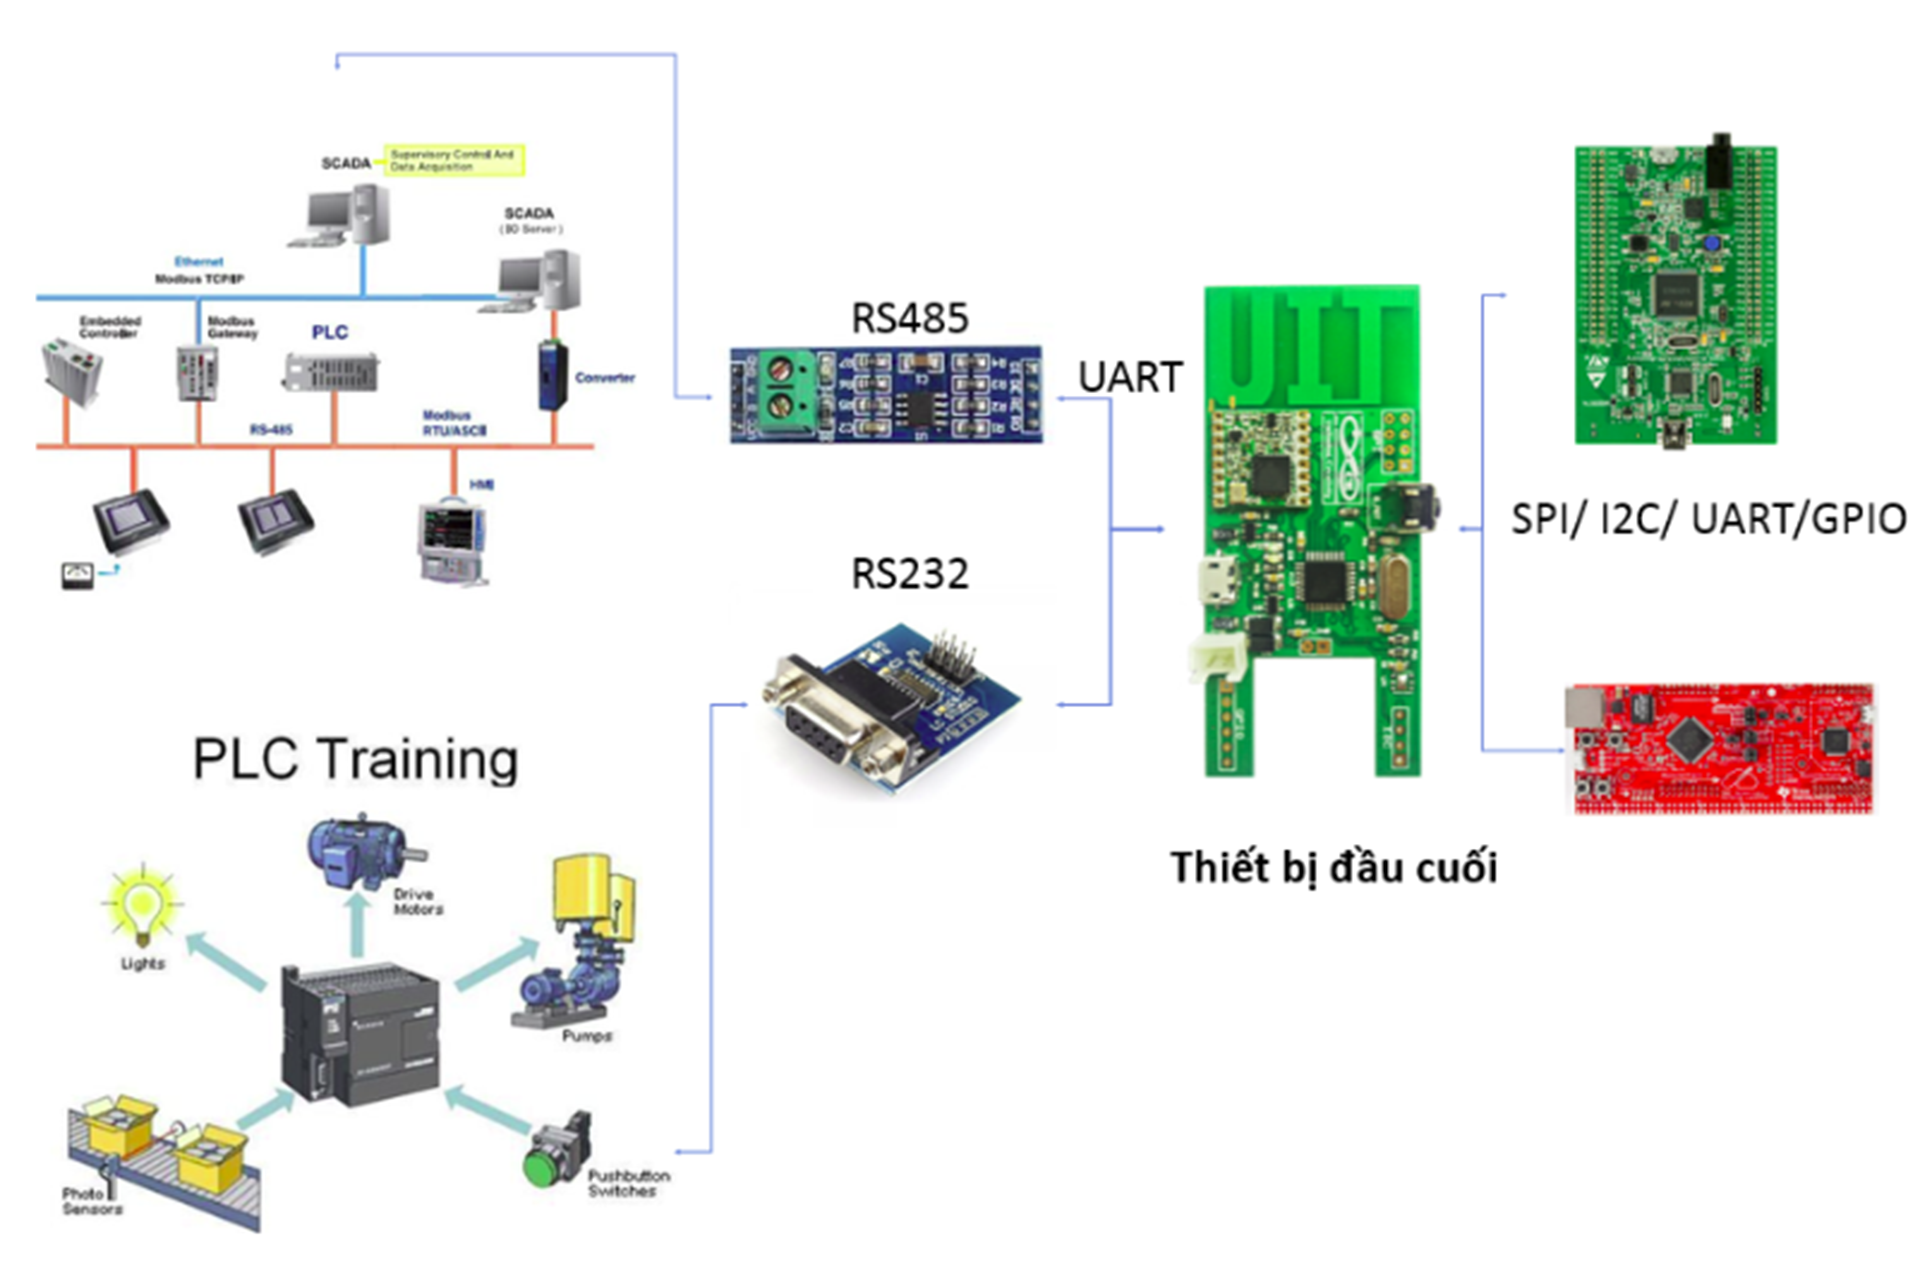 SCADA
Supervisory Control And
Data Acquisition
SCADA
( I/O Server )
Ethernet
Modbus TCP/IP
Embedded
Controller
Modbus
Gateway
PLC
Converter
RS-485
Modbus
RTU/ASCII
HMI
RS485
UART
RS232
UIT
SPI/ I2C/ UART/GPIO
Thiết bị đầu cuối
PLC Training
Drive
Motors
Lights
Pumps
Pushbutton
Switches
Photo
Sensors